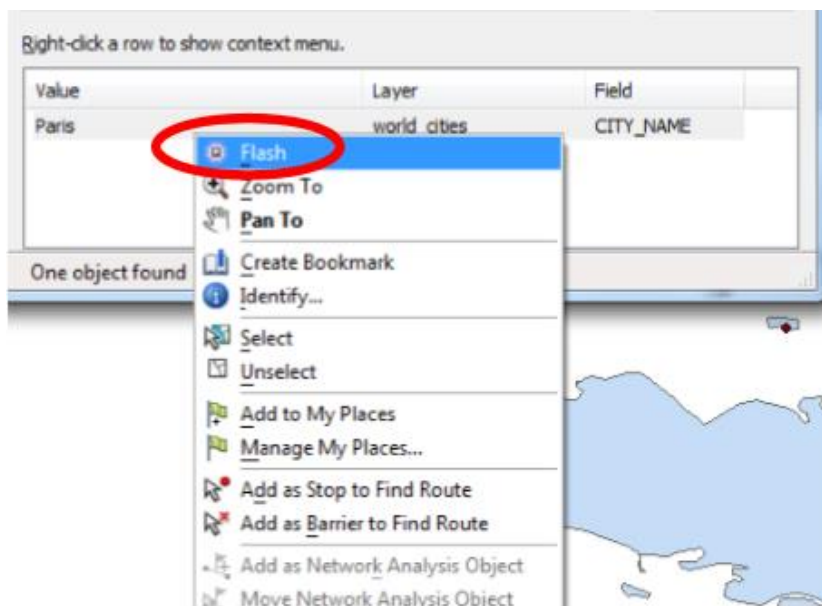 Right-click a row to show context menu.
Value Layer Field
Paris world_cities CITY_NAME
Flash
Zoom To
Pan To
One object found
Create Bookmark
Identify...
Select
Unselect
Add to My Places
Manage My Places...
Add as Stop to Find Route
Add as Barrier to Find Route
Add as Network Analysis Object
Move Network Analysis Object